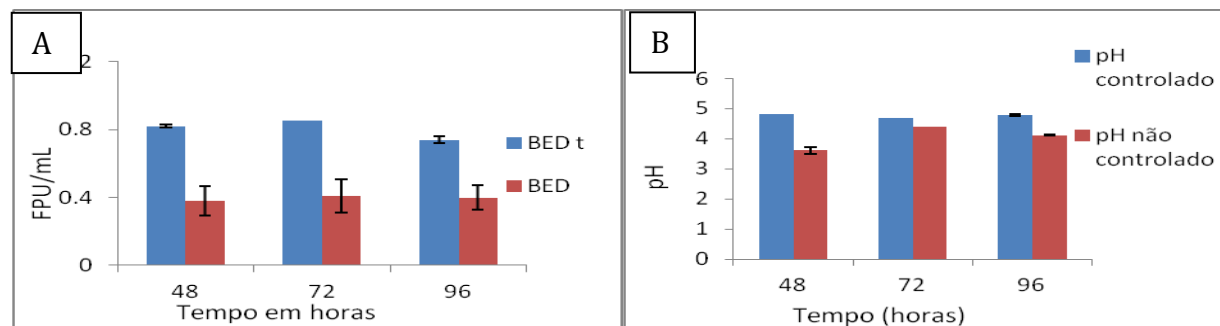 A
2
0.8
0.4
0
FPU/mL
48 72 96
Tempo em horas
BED t
BED
B
6
5
4
3
2
1
0
pH
48 72 96
Tempo (horas)
pH
controlado
pH não
controlado